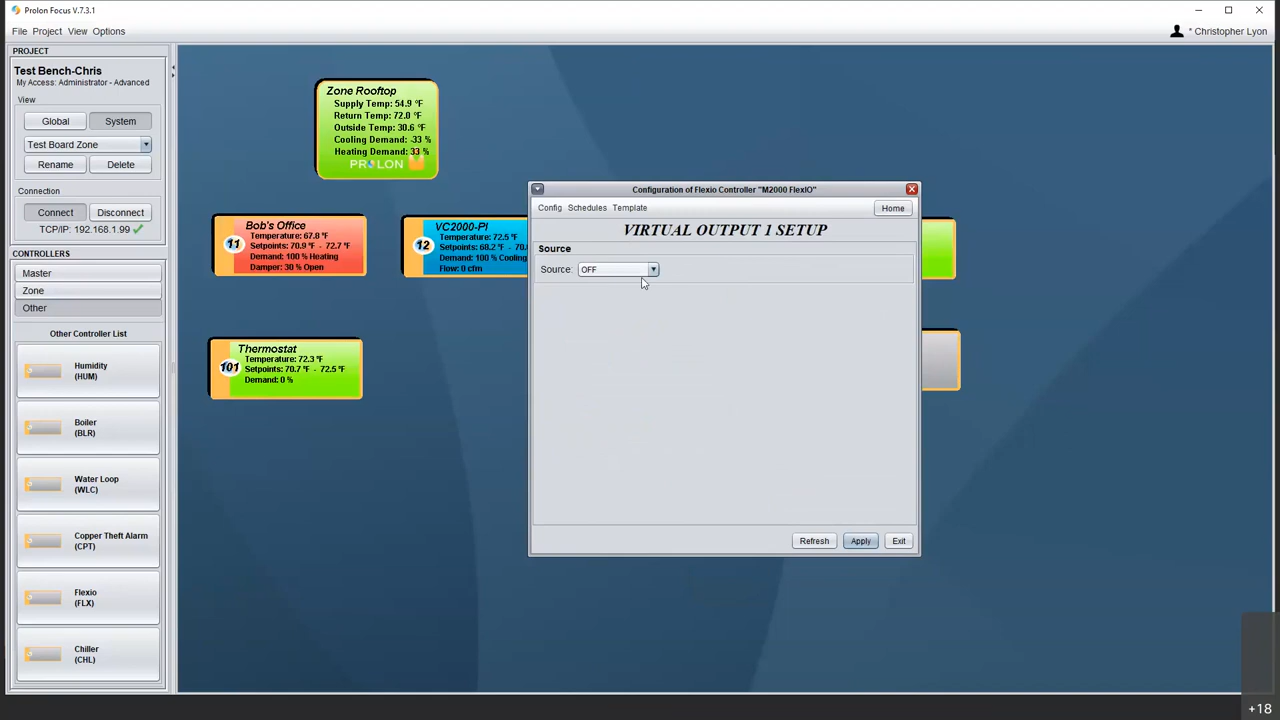 Prolon Focus V.7.3.1
File Project View Options
* Christopher Lyon
PROJECT
Test Bench-Chris
My Access: Administrator - Advanced
View
Global System
Test Board Zone
Rename Delete
Connection
Connect Disconnect
TCP/IP: 192.168.1.99
CONTROLLERS
Master
Zone
Other
Other Controller List
Humidity
(HUM)
Boiler
(BLR)
Water Loop
(WLC)
Copper Theft Alarm
(CPT)
Flexio
(FLX)
Chiller
(CHL)
Zone Rooftop
Supply Temp: 54.9 °F
Return Temp: 72.0 °F
Outside Temp: 30.6 °F
Cooling Demand: -33 %
Heating Demand: 33 %
PROLON
11
Bob's Office
Temperature: 67.8 °F
Setpoints: 70.9°F - 72.7°F
Demand: 100 % Heating
Damper: 30 % Open
12
VC2000-PI
Temperature: 72.5°F
Setpoints: 68.2°F - 70.
Demand: 100 % Cooling
Flow: 0 cfm
101
Thermostat
Temperature: 72.3 °F
Setpoints: 70.7°F - 72.5°F
Demand: 0 %
Configuration of Flexio Controller "M2000 FlexIO"
Config Schedules Template Home
VIRTUAL OUTPUT 1 SETUP
Source
Source: OFF
Refresh Apply Exit
+18